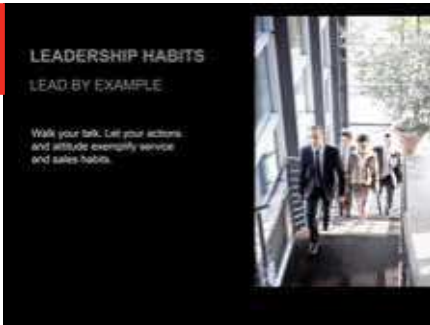 LEADERSHIP HABITS
LEAD BY EXAMPLE
Walk your talk. Let your actions
and attitude exemplify service
and sales habits.